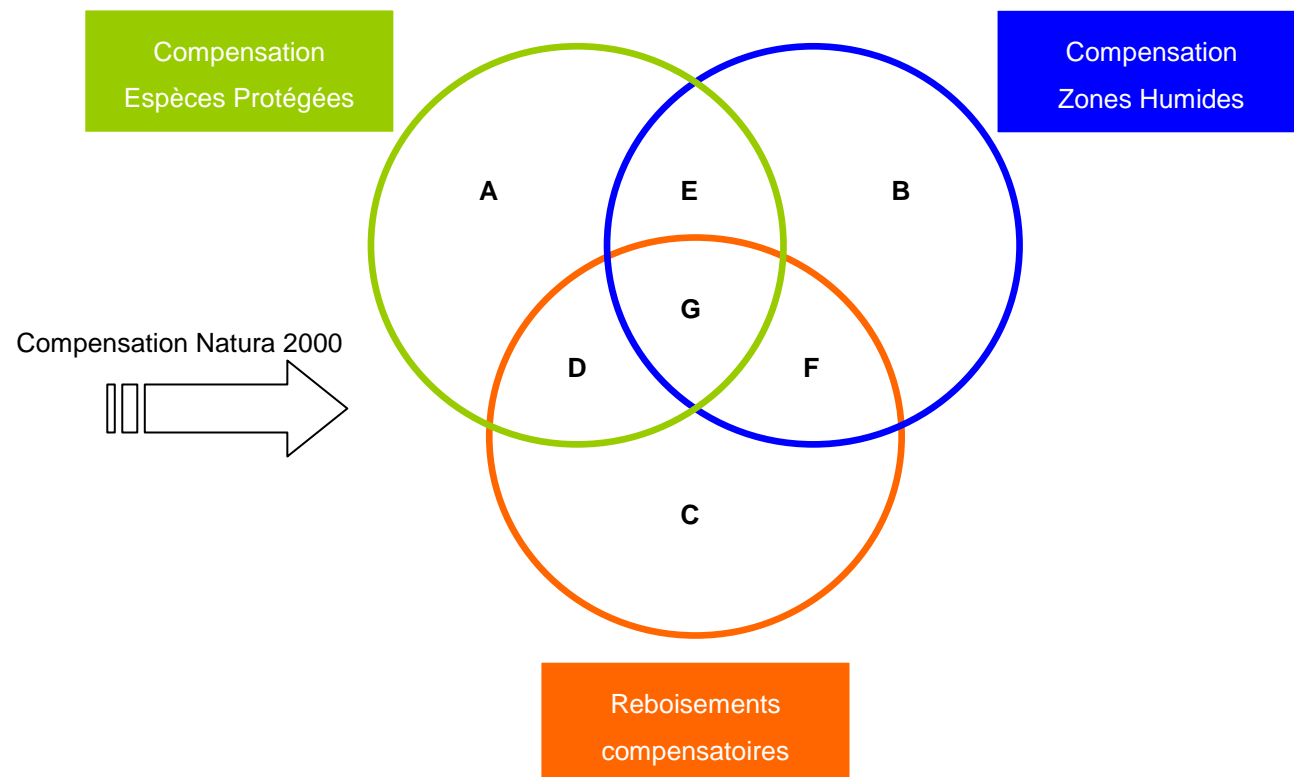 Compensation
Espèces Protégées
Compensation
Zones Humides
A
E
B
G
Compensation Natura 2000
D
F
C
Reboisements
compensatoires